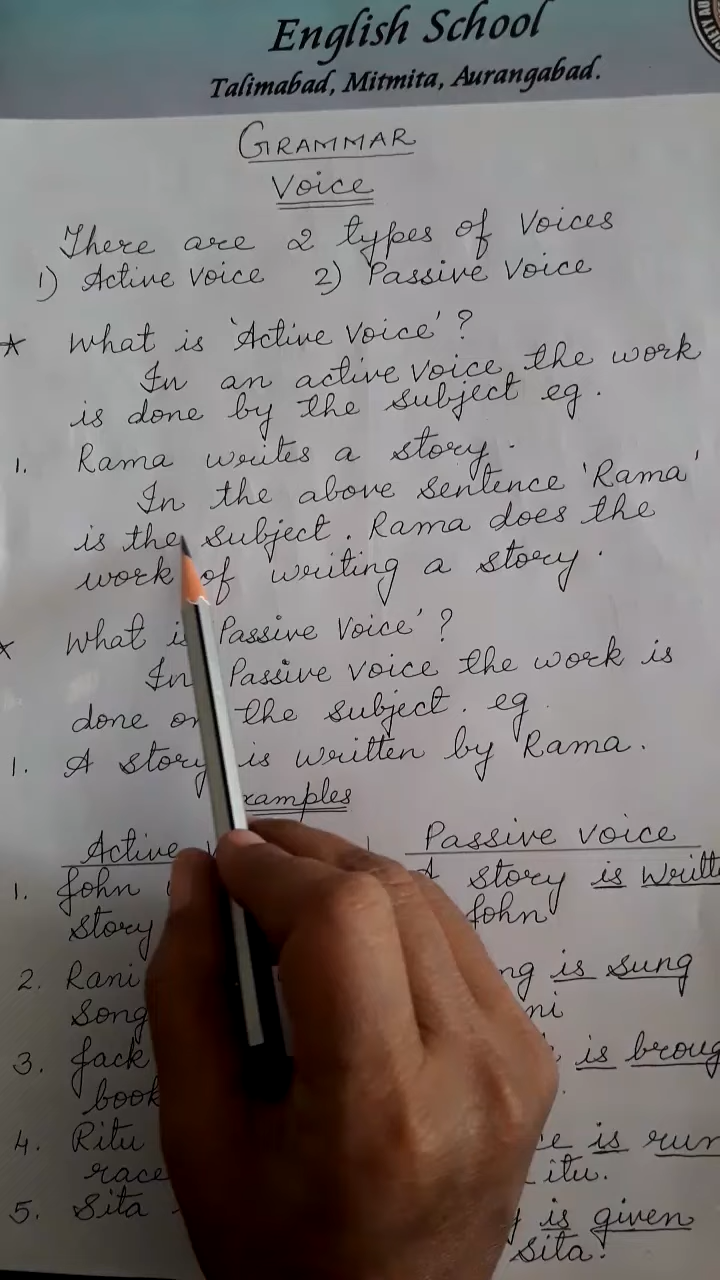 English School
Talimabad, Mitmita, Aurangabad.
GRAMMAR
Voice
There are 2 types of Voices
1) Active Voice 2) Passive Voice
* What is 'Active Voice'?
In an active voice the work
is done by the subject eg.
1. Rama writes a story.
In the above sentence 'Rama'
is the subject. Rama does the
work of writing a story.
* What is Passive Voice'?
In Passive voice the work is
done on the subject. eg
1. A story is written by Rama.
Examples
Active Passive Voice
1. John A story is writt
story John
2. Rani is sung
song
3. Jack is broug
book
4. Ritu is run
race itu.
5. Sita is given
Sita.